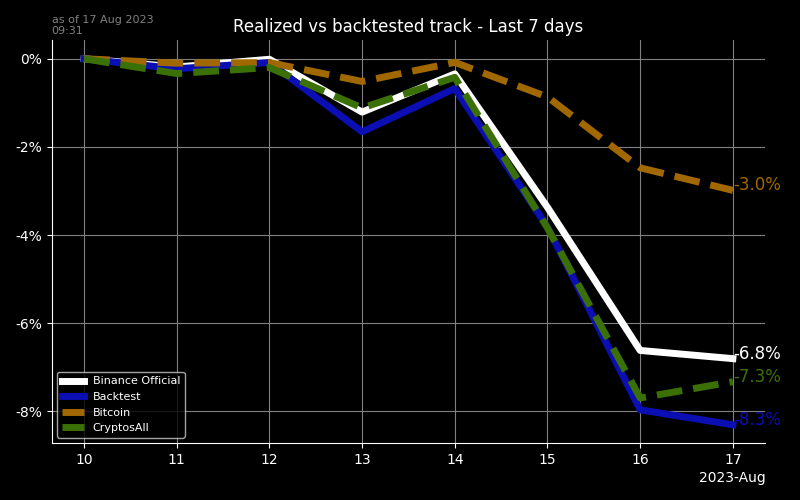 as of 17 Aug 2023
09:31
Realized vs backtested track - Last 7 days
0%
-2%
-4%
-6%
-8%
-3.0%
-6.8%
-7.3%
-8.3%
Binance Official
Backtest
Bitcoin
CryptosAll
10 11 12 13 14 15 16 17
2023-Aug